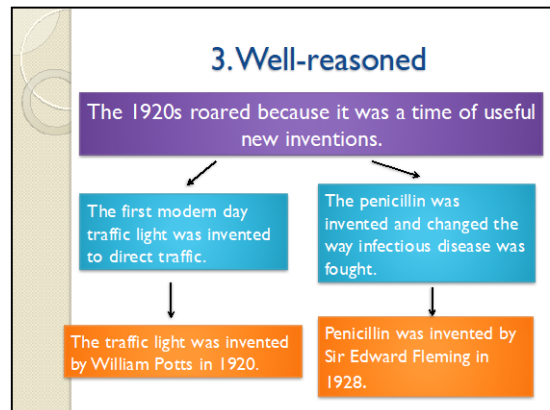 3. Well-reasoned
The 1920s roared because it was a time of useful
new inventions.
The first modern day
traffic light was invented
to direct traffic.
The penicillin was
invented and changed the
way infectious disease was
fought.
The traffic light was invented
by William Potts in 1920.
Penicillin was invented by
Sir Edward Fleming in
1928.